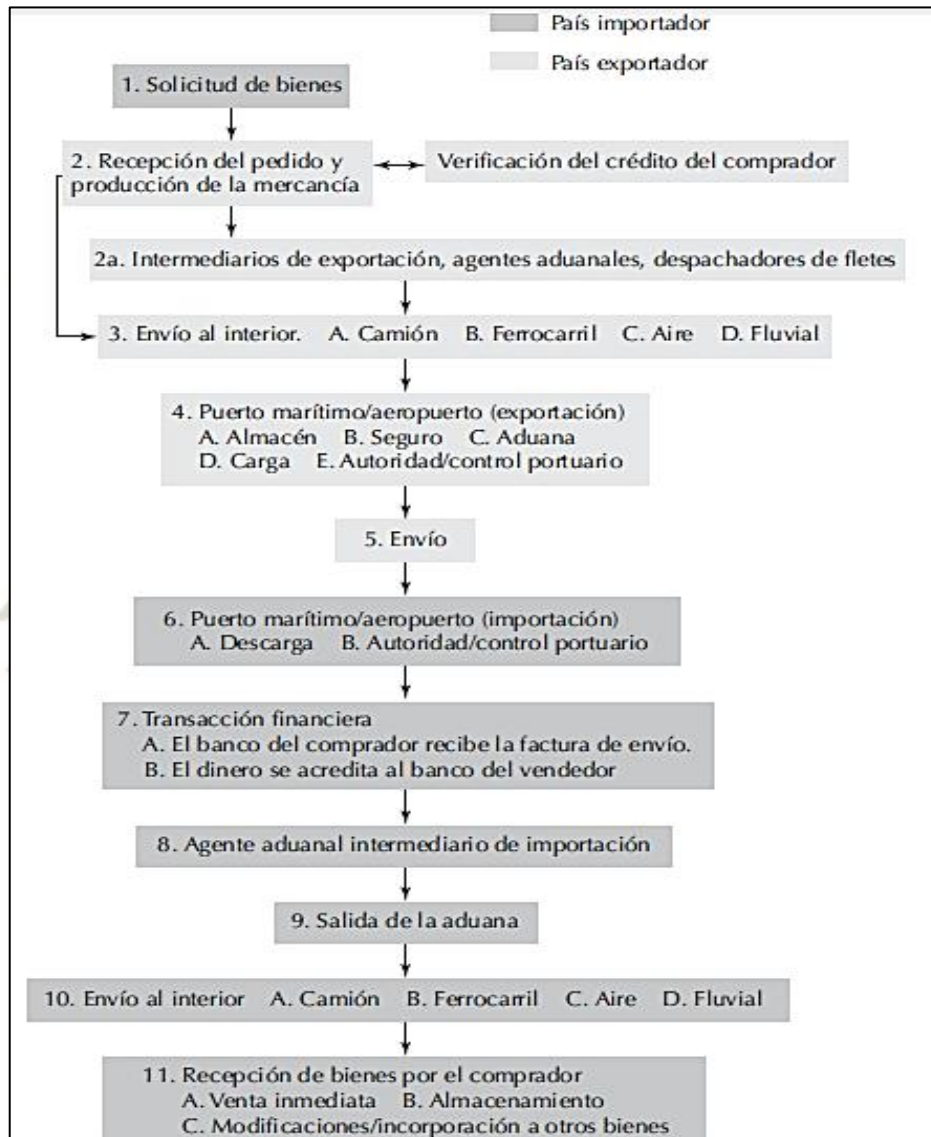 País importador
País exportador
1. Solicitud de bienes
2. Recepción del pedido y
producción de la mercancía
Verificación del crédito del comprador
2a. Intermediarios de exportación, agentes aduanales, despachadores de fletes
3. Envío al interior. A. Camión B. Ferrocarril C. Aire D. Fluvial
4. Puerto marítimo/aeropuerto (exportación)
A. Almacén B. Seguro C. Aduana
D. Carga E. Autoridad/control portuario
5. Envío
6. Puerto marítimo/aeropuerto (importación)
A. Descarga B. Autoridad/control portuario
7. Transacción financiera
A. El banco del comprador recibe la factura de envío.
B. El dinero se acredita al banco del vendedor
8. Agente aduanal intermediario de importación
9. Salida de la aduana
10. Envío al interior A. Camión B. Ferrocarril C. Aire D. Fluvial
11. Recepción de bienes por el comprador
A. Venta inmediata B. Almacenamiento
C. Modificaciones/incorporación a otros bienes